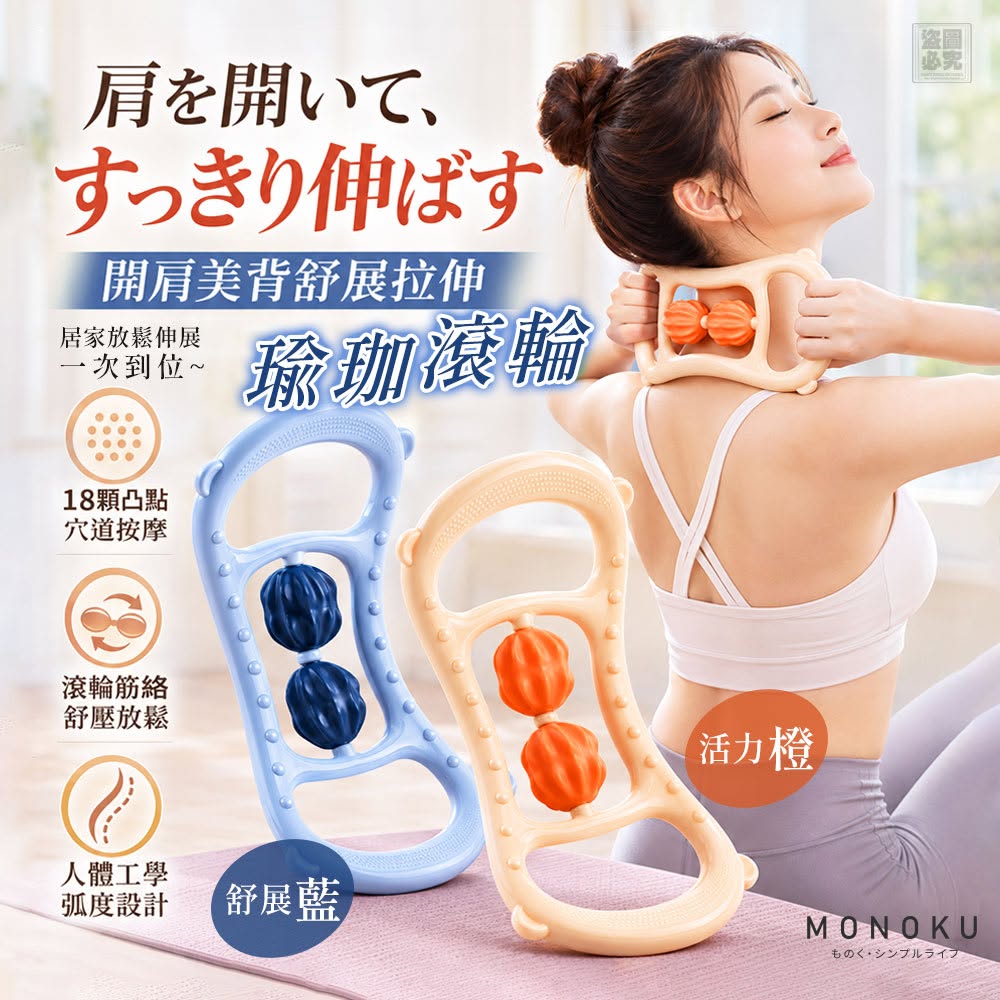 盜圖
必究
肩を開いて、
すっきり伸ばす
開肩美背舒展拉伸
居家放鬆伸展
一次到位~
瑜珈滾輪
18顆凸點
穴道按摩
滾輪筋絡
舒壓放鬆
人體工學
弧度設計
活力橙
舒展藍
MONOKU
ものく・シンプルライフ